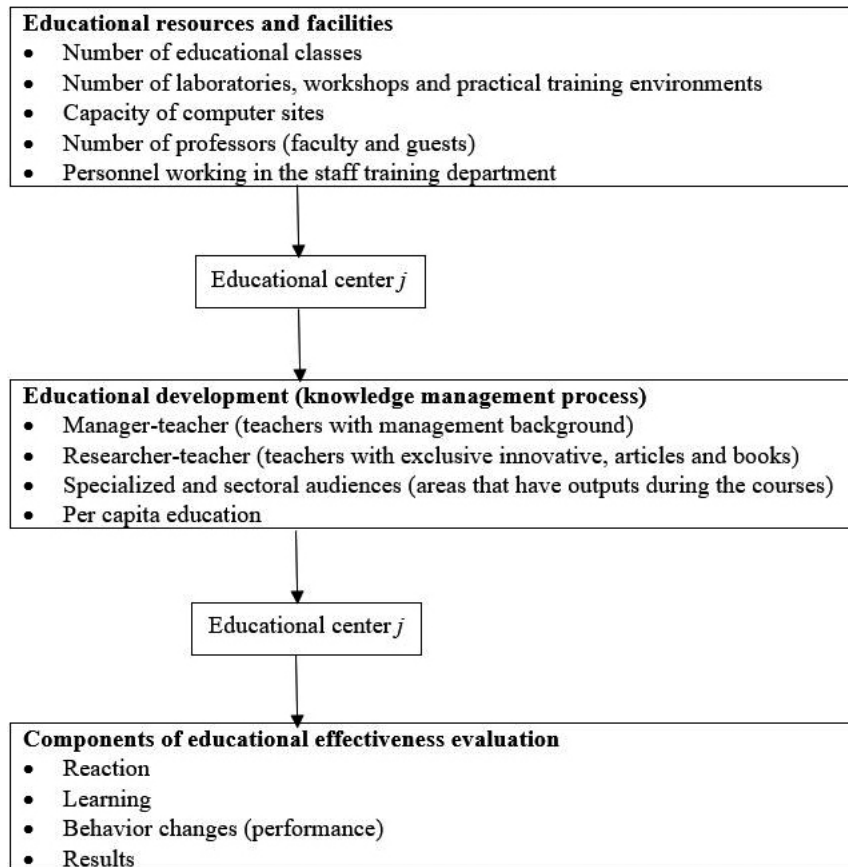 Educational resources and facilities
• Number of educational classes
• Number of laboratories, workshops and practical training environments
• Capacity of computer sites
• Number of professors (faculty and guests)
• Personnel working in the staff training department
Educational center j
Educational development (knowledge management process)
• Manager-teacher (teachers with management background)
• Researcher-teacher (teachers with exclusive innovative, articles and books)
• Specialized and sectoral audiences (areas that have outputs during the courses)
• Per capita education
Educational center j
Components of educational effectiveness evaluation
• Reaction
• Learning
• Behavior changes (performance)
• Results